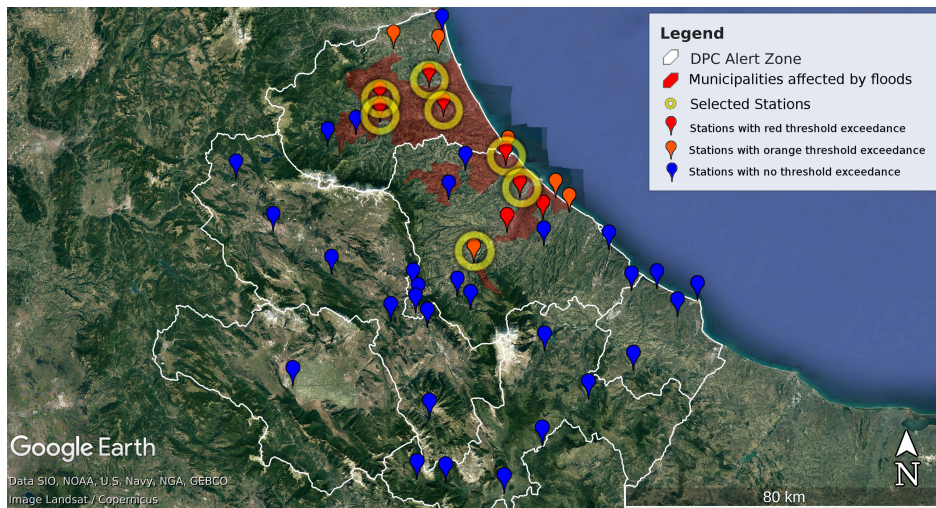 Legend
DPC Alert Zone
Municipalities affected by floods
Selected Stations
Stations with red threshold exceedance
Stations with orange threshold exceedance
Stations with no threshold exceedance
Google Earth
Data SIO, NOAA, U.S. Navy, NGA, GEBCO
Image Landsat / Copernicus
N
80 km